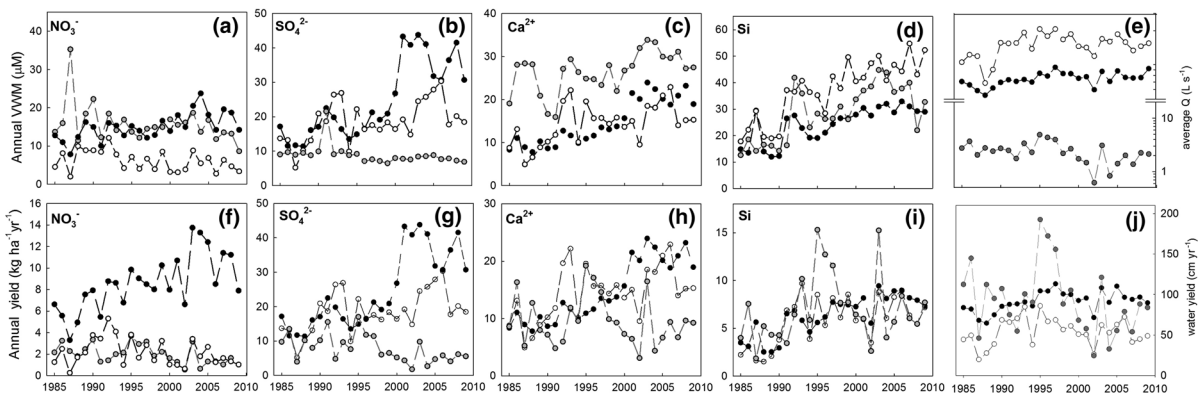 (a) (b) (c) (d) (e)
NO₃⁻ SO₄²⁻ Ca²⁺ Si
Annual VWM (µM)
40 30 20 10 0
50 40 30 20 10 0
40 30 20 10 0
60 50 40 30 20 10 0
10 1
average Q (L s⁻¹)
(f) (g) (h) (i) (j)
NO₃⁻ SO₄²⁻ Ca²⁺ Si
Annual yield (kg ha⁻¹yr⁻¹)
16 14 12 10 8 6 4 2 0
50 40 30 20 10 0
30 20 10 0
15 10 5 0
200 150 100 50 0
water yield (cm yr⁻¹)
1985 1990 1995 2000 2005 2010
1985 1990 1995 2000 2005 2010
1985 1990 1995 2000 2005 2010
1985 1990 1995 2000 2005 2010
1985 1990 1995 2000 2005 2010